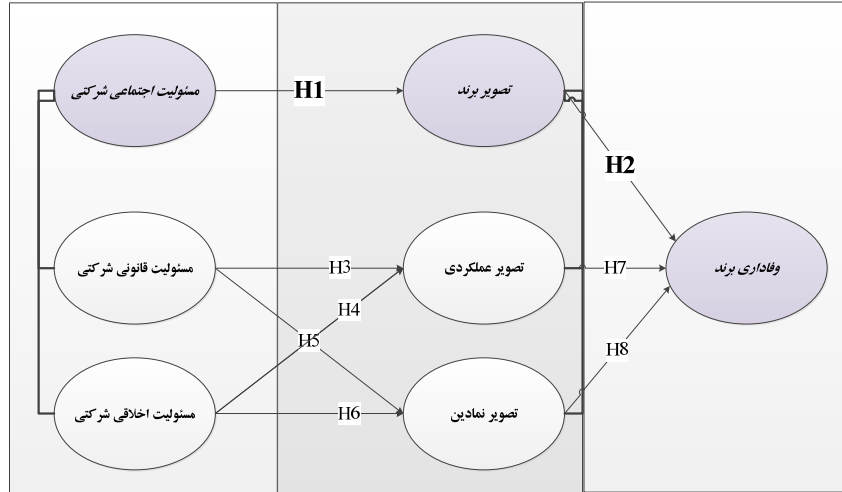 مسئولیت اجتماعی شرکتی
H1
تصویر برند
H2
مسئولیت قانونی شرکتی
H3
تصویر عملکردی
H7
وفاداری برند
H4
H5
H8
مسئولیت اخلاقی شرکتی
H6
تصویر نمادین